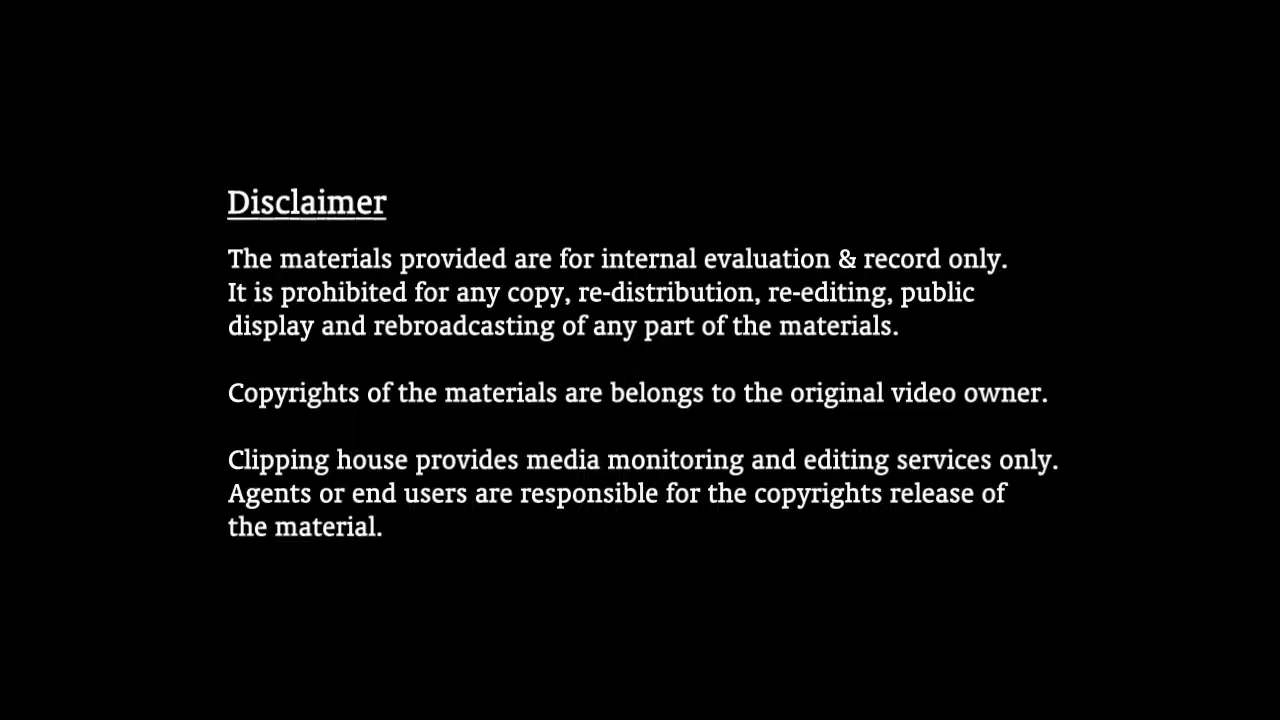 Disclaimer
The materials provided are for internal evaluation & record only.
It is prohibited for any copy, re-distribution, re-editing, public
display and rebroadcasting of any part of the materials.
Copyrights of the materials are belongs to the original video owner.
Clipping house provides media monitoring and editing services only.
Agents or end users are responsible for the copyrights release of
the material.